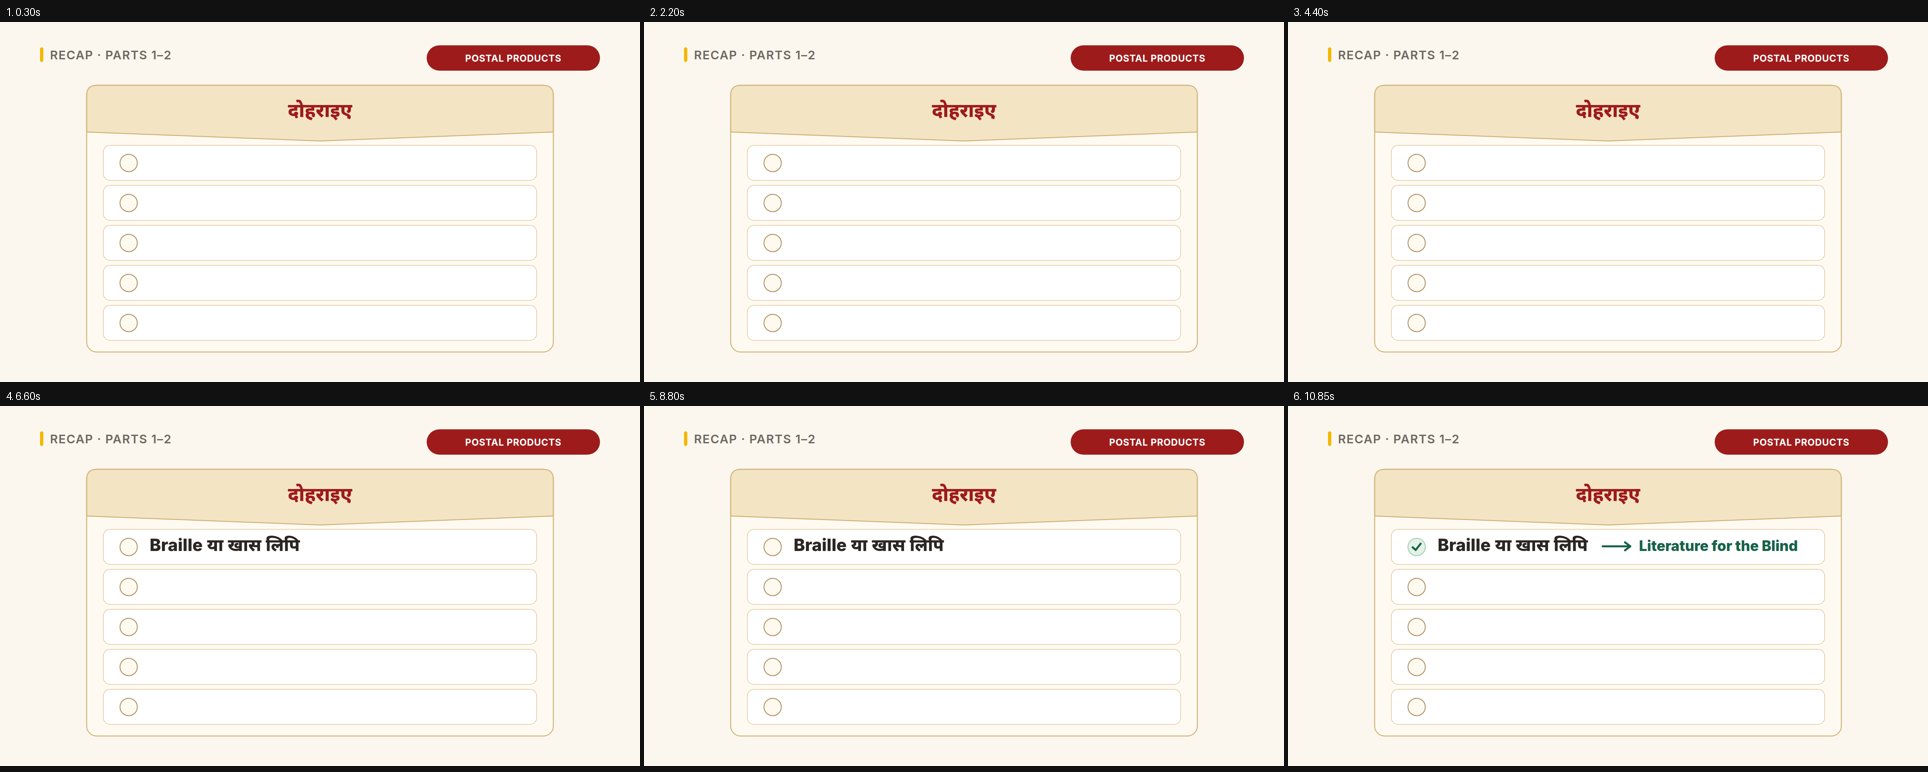 1. 0.30s
RECAP · PARTS 1–2
POSTAL PRODUCTS
दोहराइए
2. 2.20s
RECAP · PARTS 1–2
POSTAL PRODUCTS
दोहराइए
3. 4.40s
RECAP · PARTS 1–2
POSTAL PRODUCTS
दोहराइए
4. 6.60s
RECAP · PARTS 1–2
POSTAL PRODUCTS
दोहराइए
Braille या खास लिपि
5. 8.80s
RECAP · PARTS 1–2
POSTAL PRODUCTS
दोहराइए
Braille या खास लिपि
6. 10.85s
RECAP · PARTS 1–2
POSTAL PRODUCTS
दोहराइए
Braille या खास लिपि → Literature for the Blind